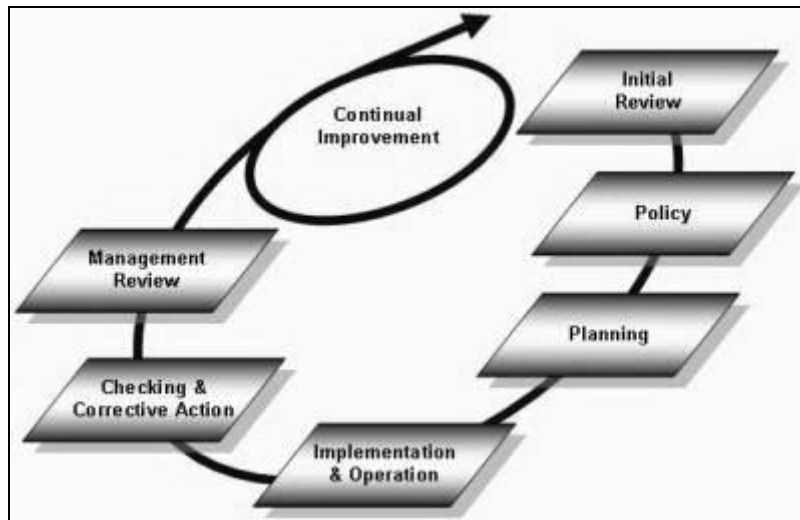 Initial
Review
Policy
Planning
Implementation
& Operation
Checking &
Corrective Action
Management
Review
Continual
Improvement